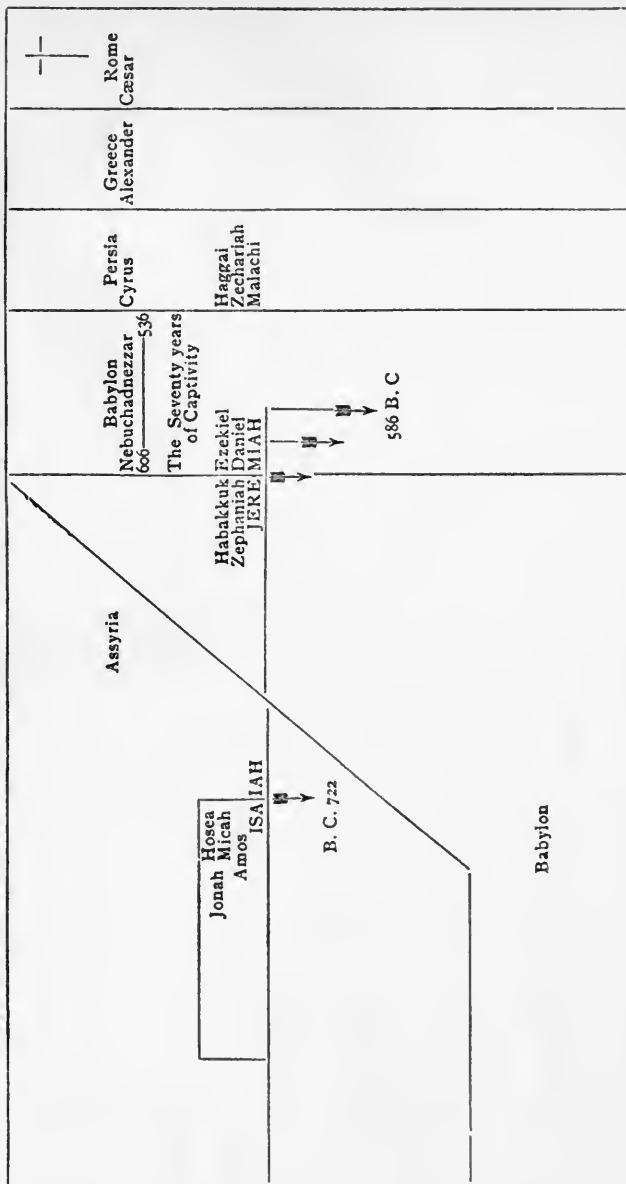 Assyria
Jonah Hosea
Micah
Amos
ISAIAH
B. C. 722
Babylon
Babylon
Nebuchadnezzar
606 536
The Seventy years
of Captivity
Habakkuk Ezekiel
Zephaniah Daniel
JEREMIAH
586 B. C
Persia
Cyrus
Haggai
Zechariah
Malachi
Greece
Alexander
Rome
Cæsar